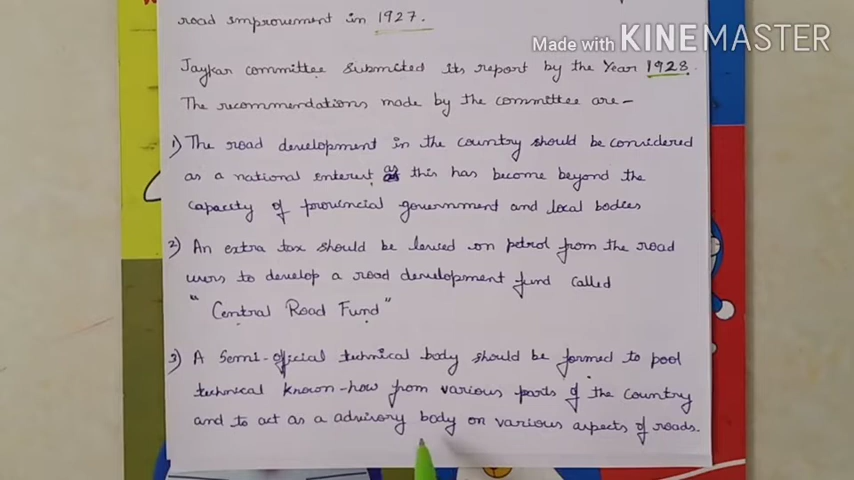 road improvement in 1927.
Made with KINEMASTER
Jaykar committee submited its report by the Year 1928.
The recommendations made by the committee are -
1) The road development in the country should be considered
as a national interest as this has become beyond the
capacity of provincial government and local bodies
2) An extra tax should be levied on petrol from the road
users to develop a road development fund called
"Central Road Fund"
3) A Semi-official technical body should be formed to pool
technical known-how from various parts of the country
and to act as a advisory body on various aspects of roads.